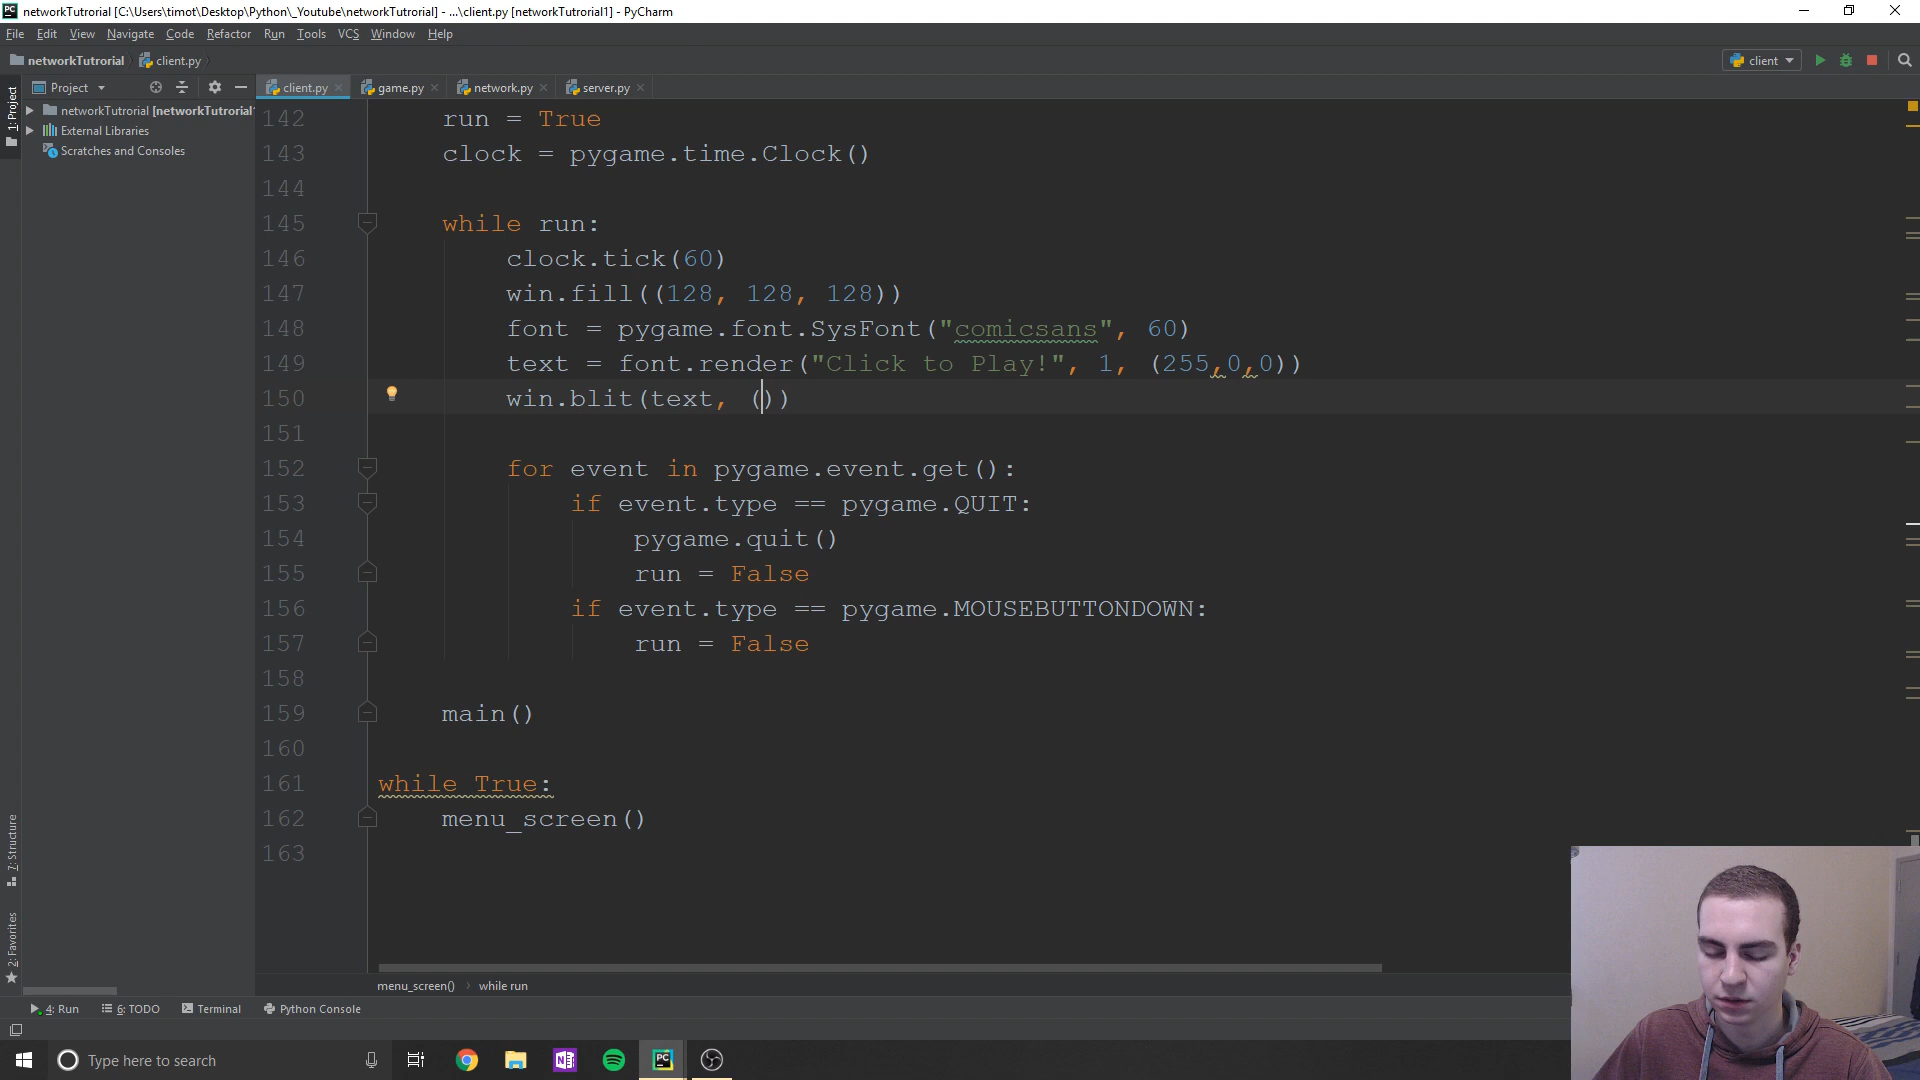 networkTutrorial [C:\Users\timot\Desktop\Python\_Youtube\networkTutorial] - ...\client.py [networkTutorial1] - PyCharm
File Edit View Navigate Code Refactor Run Tools VCS Window Help
networkTutrorial client.py client
Project client.py game.py network.py server.py
1: Project
networkTutrorial [networkTutrorial
External Libraries
Scratches and Consoles
142 run = True
143 clock = pygame.time.Clock()
144
145 while run:
146 clock.tick(60)
147 win.fill((128, 128, 128))
148 font = pygame.font.SysFont("comicsans", 60)
149 text = font.render("Click to Play!", 1, (255,0,0))
150 win.blit(text, ())
151
152 for event in pygame.event.get():
153 if event.type == pygame.QUIT:
154 pygame.quit()
155 run = False
156 if event.type == pygame.MOUSEBUTTONDOWN:
157 run = False
158
159 main()
160
161 while True:
162 menu_screen()
163
7: Structure
2: Favorites
menu_screen() › while run
4: Run 6: TODO Terminal Python Console
Type here to search